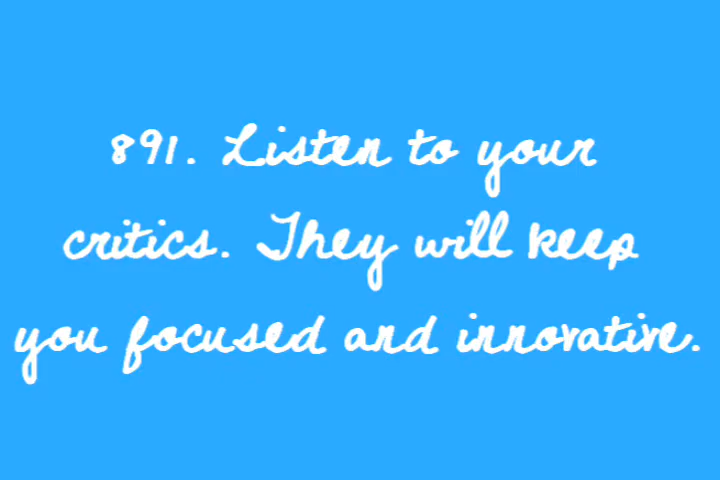 891. Listen to your
critics. They will keep
you focused and innovative.